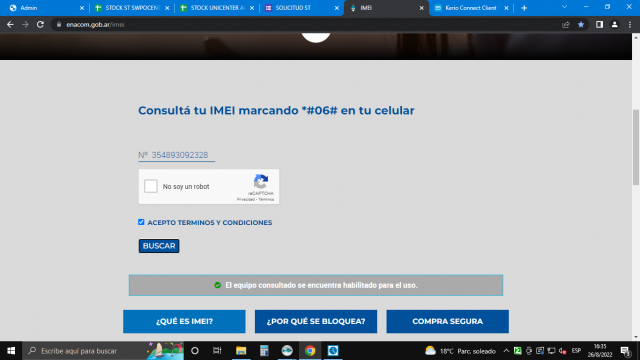 Admin
STOCK ST SWPOCENT
STOCK UNICENTER A
SOLICITUD ST
IMEI
Kerio Connect Client
enacom.gob.ar/imei
Consultá tu IMEI marcando *#06# en tu celular
Nº 354893092328
No soy un robot
reCAPTCHA
Privacidad - Términos
ACEPTO TERMINOS Y CONDICIONES
BUSCAR
El equipo consultado se encuentra habilitado para el uso.
¿QUÉ ES IMEI?
¿POR QUÉ SE BLOQUEA?
COMPRA SEGURA
Escribe aquí para buscar
18°C Parc. soleado
ESP
16:35
26/8/2022